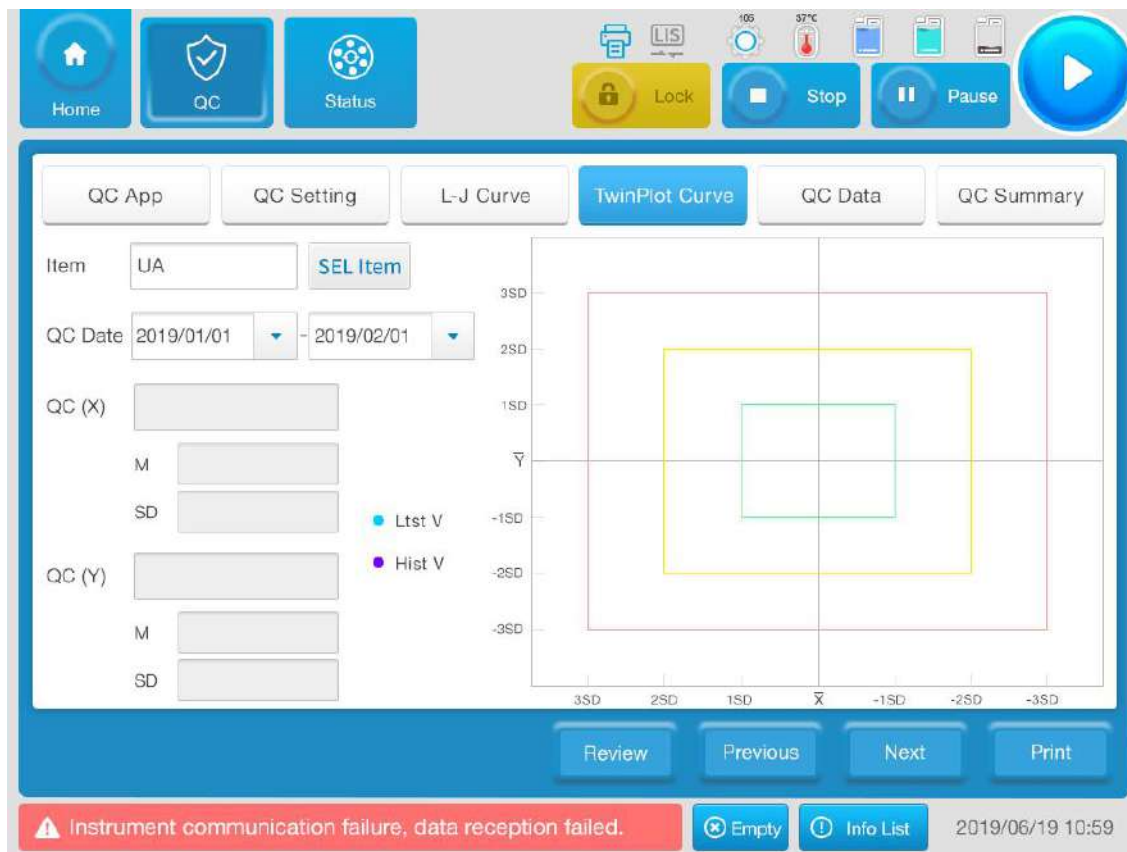 105 37°C
LIS
Home QC Status Lock Stop Pause
QC App QC Setting L-J Curve TwinPlot Curve QC Data QC Summary
Item UA SEL Item
QC Date 2019/01/01 - 2019/02/01
QC (X)
M
SD
QC (Y)
M
SD
Ltst V
Hist V
3SD
2SD
1SD
Y̅
-1SD
-2SD
-3SD
3SD 2SD 1SD X̅ -1SD -2SD -3SD
Review Previous Next Print
Instrument communication failure, data reception failed. Empty Info List 2019/06/19 10:59